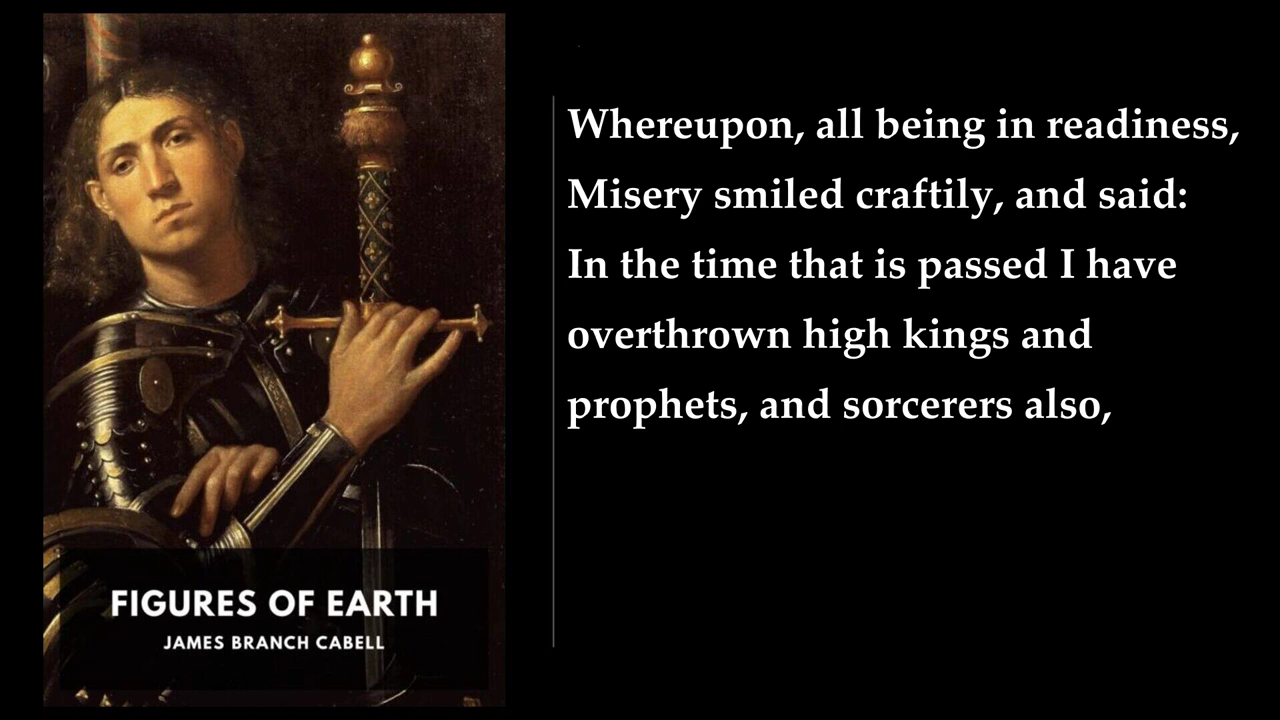 FIGURES OF EARTH
JAMES BRANCH CABELL
Whereupon, all being in readiness,
Misery smiled craftily, and said:
In the time that is passed I have
overthrown high kings and
prophets, and sorcerers also,